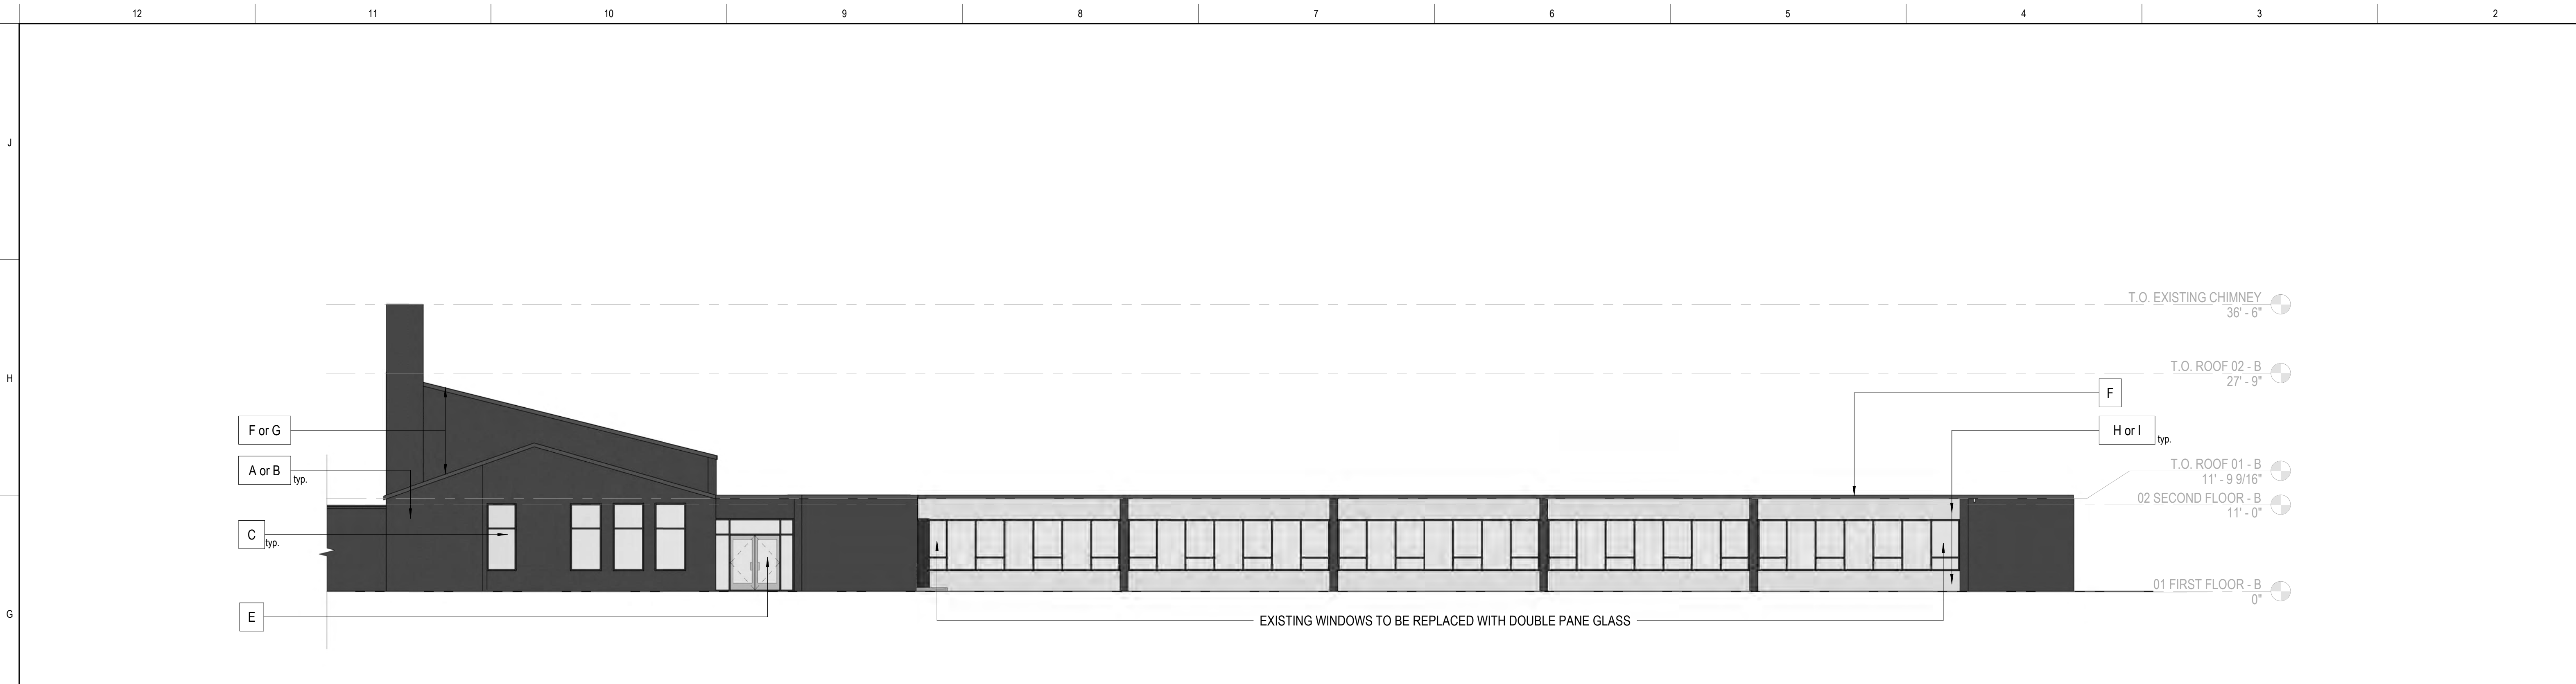 12 11 10 9 8 7 6 5 4 3 2
J
T.O. EXISTING CHIMNEY
36' - 6"
H
T.O. ROOF 02 - B
27' - 9"
F
F or G
H or I typ.
A or B typ.
T.O. ROOF 01 - B
11' - 9 9/16"
02 SECOND FLOOR - B
11' - 0"
C typ.
01 FIRST FLOOR - B
0"
G
E
EXISTING WINDOWS TO BE REPLACED WITH DOUBLE PANE GLASS